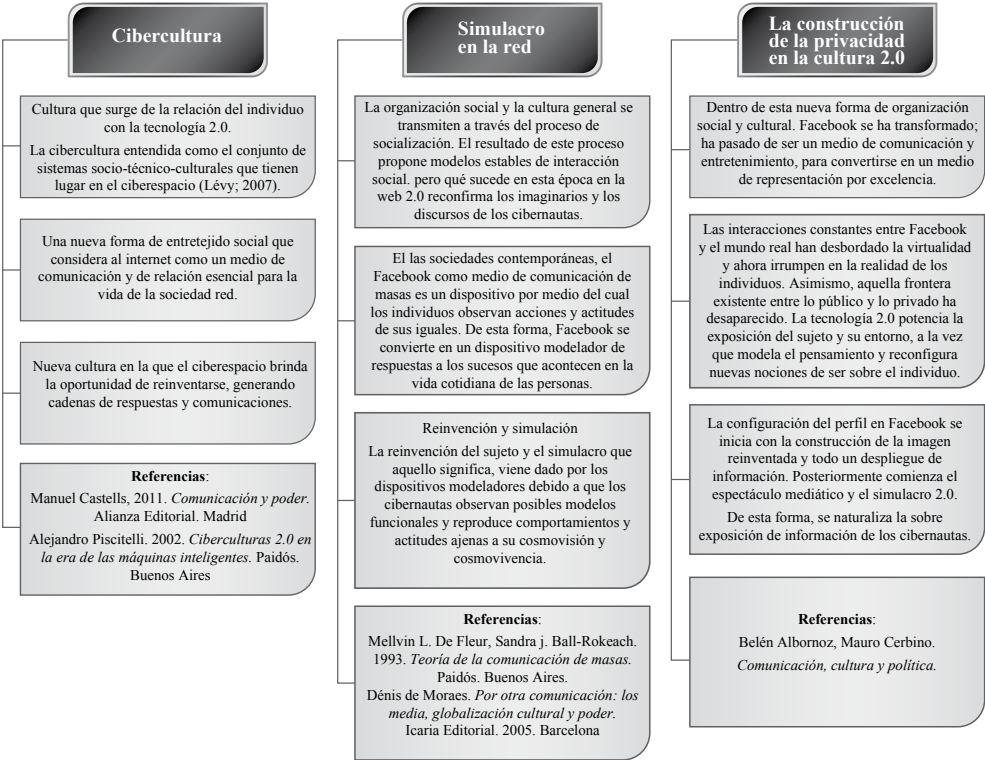 Cibercultura
Cultura que surge de la relación del individuo
con la tecnología 2.0.
La cibercultura entendida como el conjunto de
sistemas socio-técnico-culturales que tienen
lugar en el ciberespacio (Lévy; 2007).
Una nueva forma de entretejido social que
considera al internet como un medio de
comunicación y de relación esencial para la
vida de la sociedad red.
Nueva cultura en la que el ciberespacio brinda
la oportunidad de reinventarse, generando
cadenas de respuestas y comunicaciones.
Referencias:
Manuel Castells, 2011. Comunicación y poder.
Alianza Editorial. Madrid
Alejandro Piscitelli. 2002. Ciberculturas 2.0 en
la era de las máquinas inteligentes. Paidós.
Buenos Aires
Simulacro
en la red
La organización social y la cultura general se
transmiten a través del proceso de
socialización. El resultado de este proceso
propone modelos estables de interacción
social. pero qué sucede en esta época en la
web 2.0 reconfirma los imaginarios y los
discursos de los cibernautas.
El las sociedades contemporáneas, el
Facebook como medio de comunicación de
masas es un dispositivo por medio del cual
los individuos observan acciones y actitudes
de sus iguales. De esta forma, Facebook se
convierte en un dispositivo modelador de
respuestas a los sucesos que acontecen en la
vida cotidiana de las personas.
Reinvención y simulación
La reinvención del sujeto y el simulacro que
aquello significa, viene dado por los
dispositivos modeladores debido a que los
cibernautas observan posibles modelos
funcionales y reproduce comportamientos y
actitudes ajenas a su cosmovisión y
cosmovivencia.
Referencias:
Mellvin L. De Fleur, Sandra j. Ball-Rokeach.
1993. Teoría de la comunicación de masas.
Paidós. Buenos Aires.
Dénis de Moraes. Por otra comunicación: los
media, globalización cultural y poder.
Icaria Editorial. 2005. Barcelona
La construcción
de la privacidad
en la cultura 2.0
Dentro de esta nueva forma de organización
social y cultural. Facebook se ha transformado;
ha pasado de ser un medio de comunicación y
entretenimiento, para convertirse en un medio
de representación por excelencia.
Las interacciones constantes entre Facebook
y el mundo real han desbordado la virtualidad
y ahora irrumpen en la realidad de los
individuos. Asimismo, aquella frontera
existente entre lo público y lo privado ha
desaparecido. La tecnología 2.0 potencia la
exposición del sujeto y su entorno, a la vez
que modela el pensamiento y reconfigura
nuevas nociones de ser sobre el individuo.
La configuración del perfil en Facebook se
inicia con la construcción de la imagen
reinventada y todo un despliegue de
información. Posteriormente comienza el
espectáculo mediático y el simulacro 2.0.
De esta forma, se naturaliza la sobre
exposición de información de los cibernautas.
Referencias:
Belén Albornoz, Mauro Cerbino.
Comunicación, cultura y política.